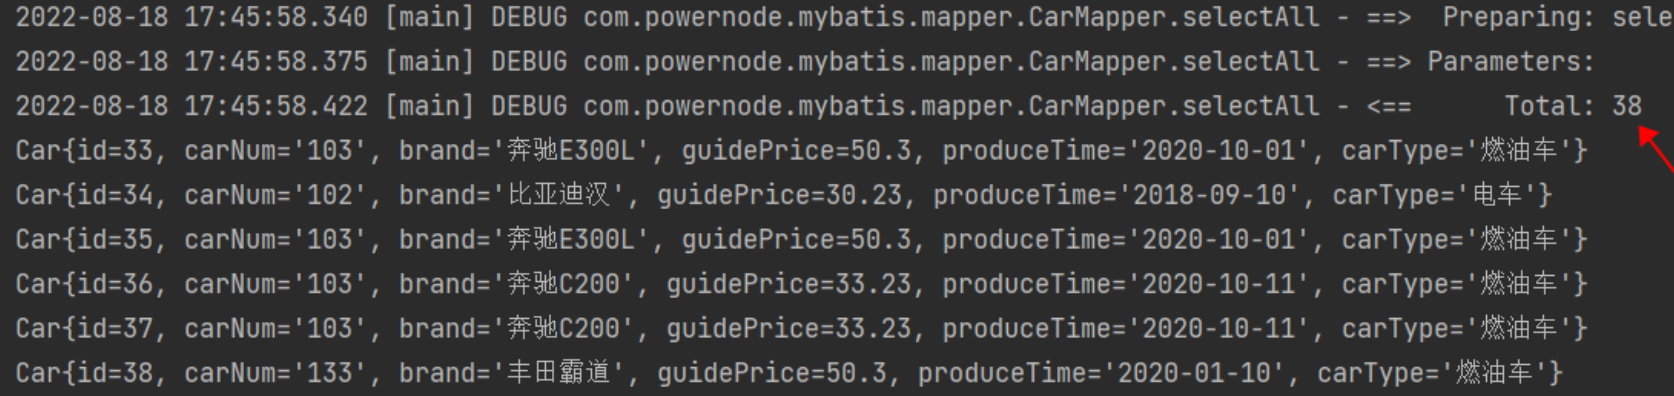 2022-08-18 17:45:58.340 [main] DEBUG com.powernode.mybatis.mapper.CarMapper.selectAll - ==>  Preparing: sele
2022-08-18 17:45:58.375 [main] DEBUG com.powernode.mybatis.mapper.CarMapper.selectAll - ==> Parameters:
2022-08-18 17:45:58.422 [main] DEBUG com.powernode.mybatis.mapper.CarMapper.selectAll - <==      Total: 38
Car{id=33, carNum='103', brand='奔驰E300L', guidePrice=50.3, produceTime='2020-10-01', carType='燃油车'}
Car{id=34, carNum='102', brand='比亚迪汉', guidePrice=30.23, produceTime='2018-09-10', carType='电车'}
Car{id=35, carNum='103', brand='奔驰E300L', guidePrice=50.3, produceTime='2020-10-01', carType='燃油车'}
Car{id=36, carNum='103', brand='奔驰C200', guidePrice=33.23, produceTime='2020-10-11', carType='燃油车'}
Car{id=37, carNum='103', brand='奔驰C200', guidePrice=33.23, produceTime='2020-10-11', carType='燃油车'}
Car{id=38, carNum='133', brand='丰田霸道', guidePrice=50.3, produceTime='2020-01-10', carType='燃油车'}